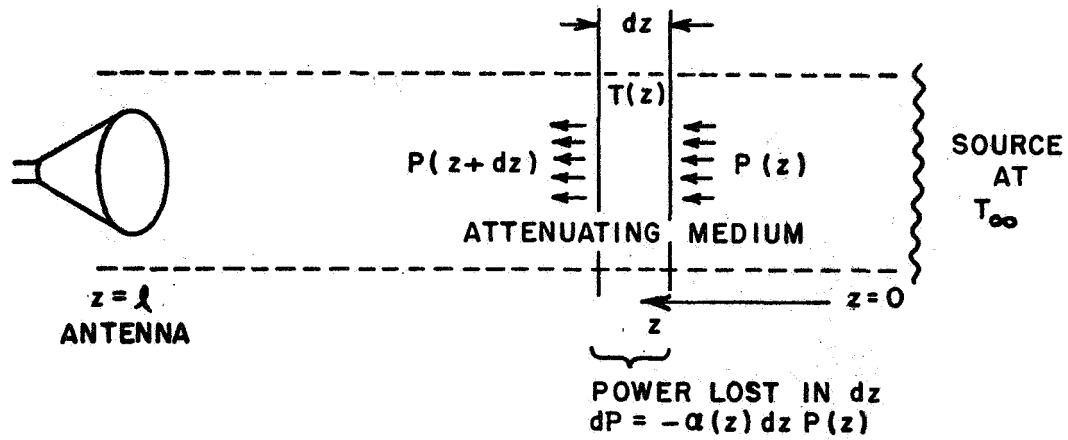 dz
T(z)
P(z+dz)
P(z)
SOURCE
AT
T∞
ATTENUATING MEDIUM
z=ℓ
z=0
ANTENNA
z
POWER LOST IN dz
dP = -α(z) dz P(z)